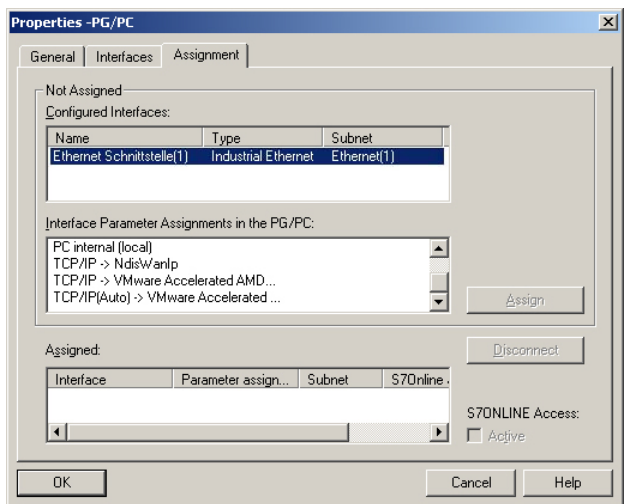 Properties -PG/PC
General Interfaces Assignment
Not Assigned
Configured Interfaces:
Name Type Subnet
Ethernet Schnittstelle(1) Industrial Ethernet Ethernet(1)
Interface Parameter Assignments in the PG/PC:
PC internal (local)
TCP/IP -> NdisWanIp
TCP/IP -> VMware Accelerated AMD...
TCP/IP(Auto) -> VMware Accelerated ...
Assign
Assigned:
Disconnect
Interface Parameter assign... Subnet S7Online
S7ONLINE Access:
Active
OK Cancel Help